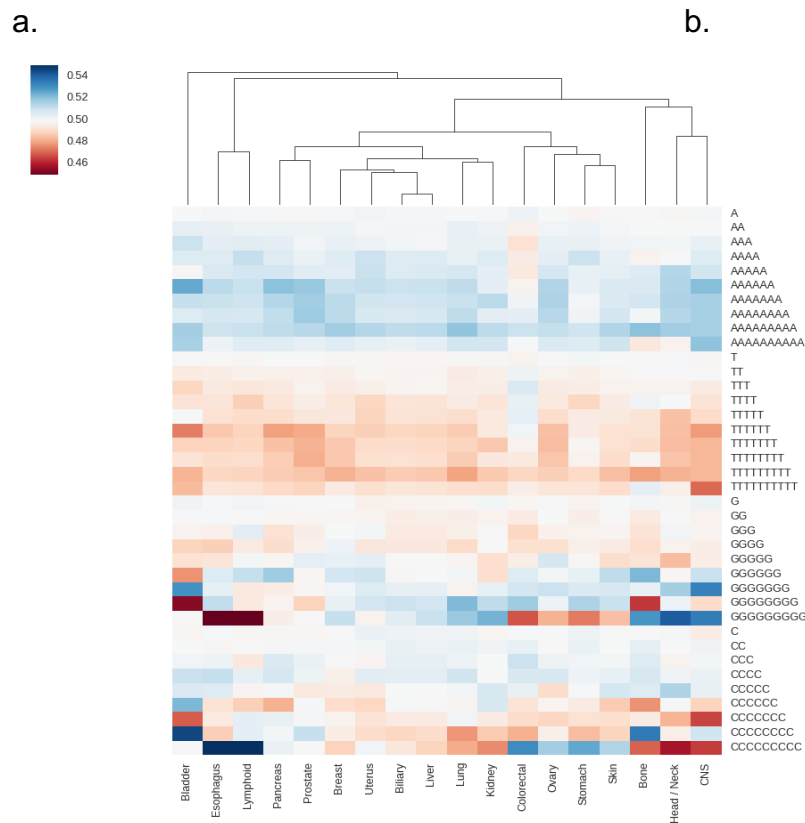 a.
b.
0.54
0.52
0.50
0.48
0.46
A
AA
AAA
AAAA
AAAAA
AAAAAA
AAAAAAA
AAAAAAAA
AAAAAAAAA
AAAAAAAAAA
T
TT
TTT
TTTT
TTTTT
TTTTTT
TTTTTTT
TTTTTTTT
TTTTTTTTT
TTTTTTTTTT
G
GG
GGG
GGGG
GGGGG
GGGGGG
GGGGGGG
GGGGGGGG
GGGGGGGGG
C
CC
CCC
CCCC
CCCCC
CCCCCC
CCCCCCC
CCCCCCCC
CCCCCCCCC
Bladder
Esophagus
Lymphoid
Pancreas
Prostate
Breast
Uterus
Biliary
Liver
Lung
Kidney
Colorectal
Ovary
Stomach
Skin
Bone
Head / Neck
CNS